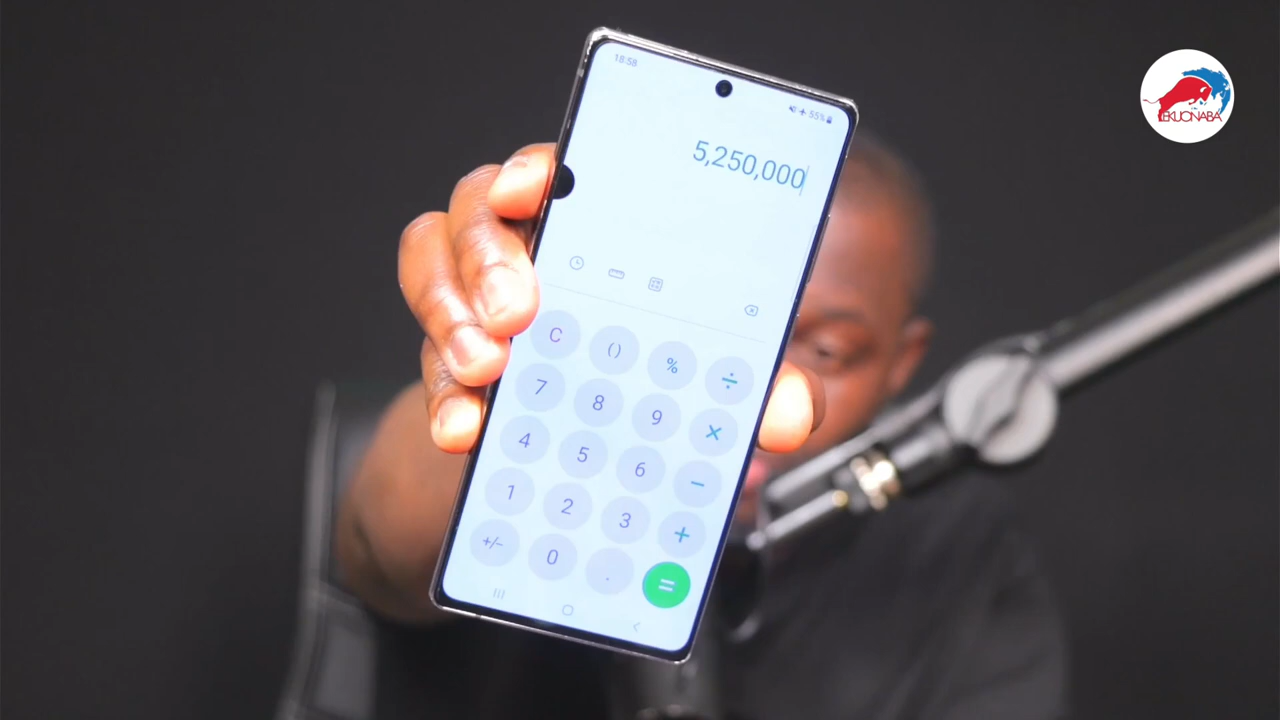 18:58
55%
5,250,000
C ( ) % ÷
7 8 9 ×
4 5 6 −
1 2 3 +
+/− 0 . =
EKUONABA